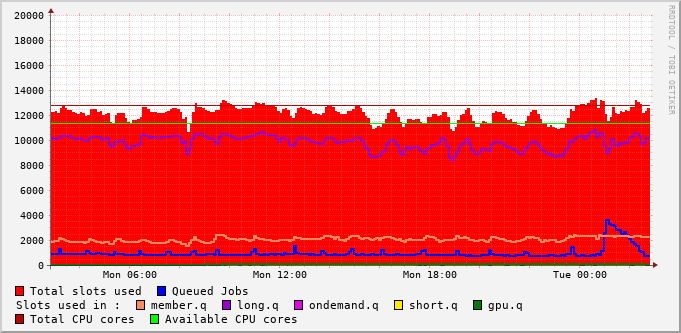 RRDTOOL / TOBI OETIKER
20000
18000
16000
14000
12000
10000
8000
6000
4000
2000
0
Mon 06:00 Mon 12:00 Mon 18:00 Tue 00:00
Total slots used Queued Jobs
Slots used in : member.q long.q ondemand.q short.q gpu.q
Total CPU cores Available CPU cores